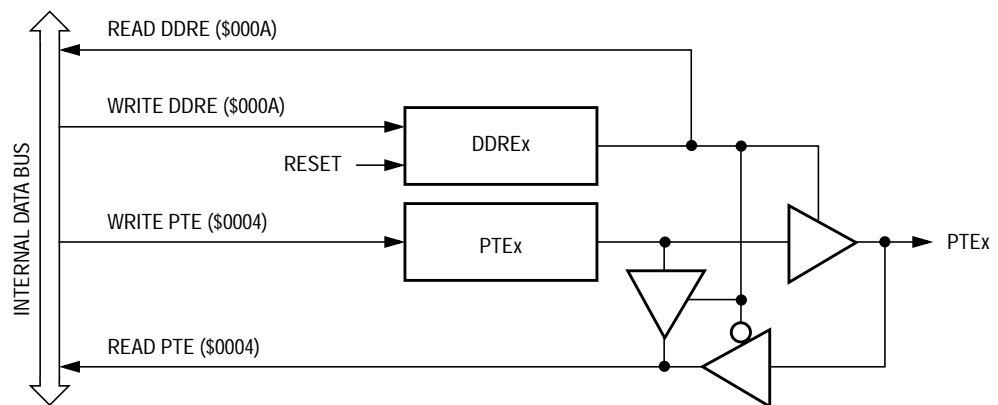 READ DDRE ($000A)
WRITE DDRE ($000A)
DDREx
RESET
INTERNAL DATA BUS
WRITE PTE ($0004)
PTEx
PTEx
READ PTE ($0004)